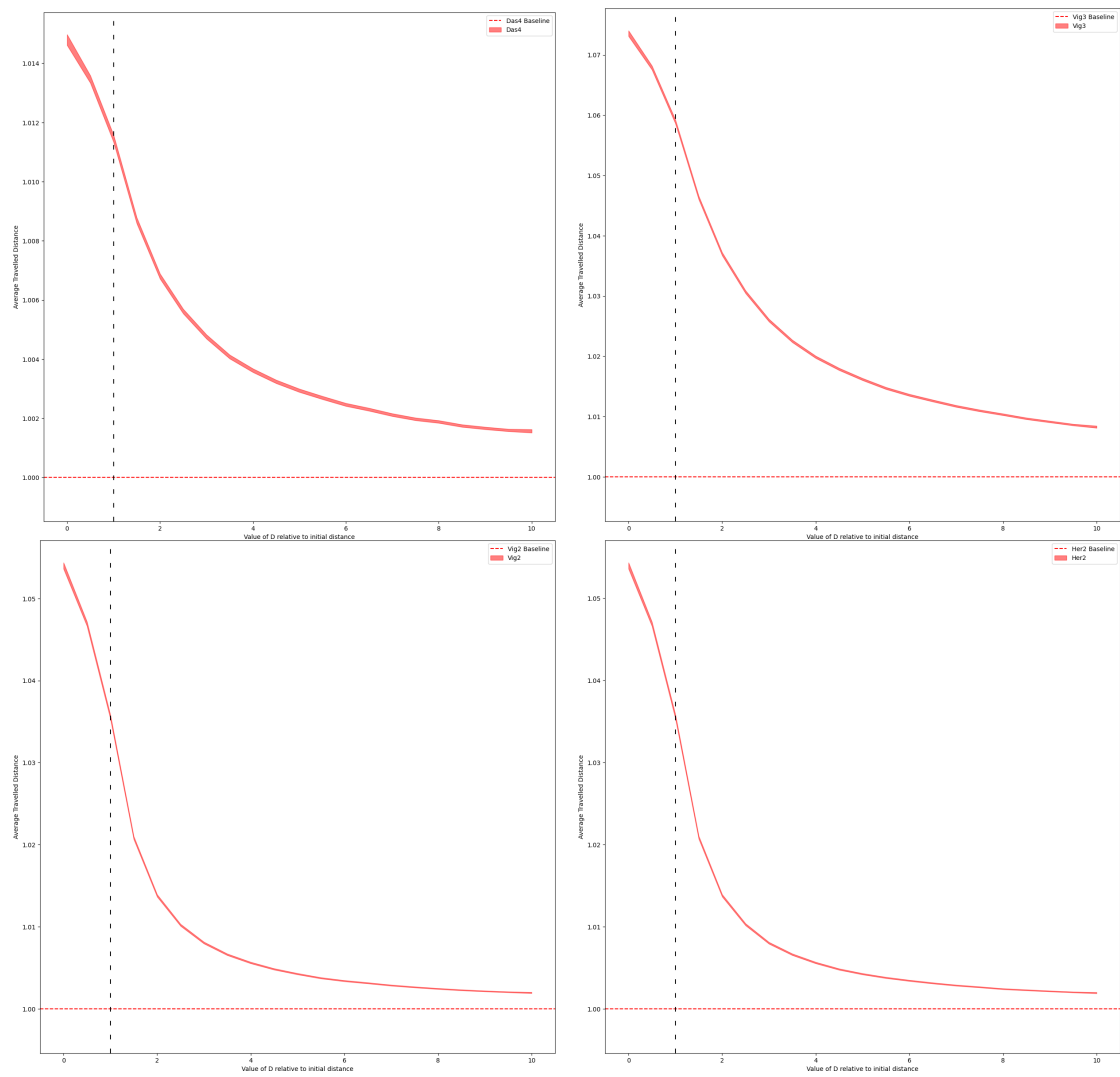 Das4 Baseline
Das4
1.014
1.012
1.010
1.008
1.006
1.004
1.002
1.000
Average Travelled Distance
0 2 4 6 8 10
Value of D relative to initial distance
Vig3 Baseline
Vig3
1.07
1.06
1.05
1.04
1.03
1.02
1.01
1.00
Average Travelled Distance
0 2 4 6 8 10
Value of D relative to initial distance
Vig2 Baseline
Vig2
1.05
1.04
1.03
1.02
1.01
1.00
Average Travelled Distance
0 2 4 6 8 10
Value of D relative to initial distance
Her2 Baseline
Her2
1.05
1.04
1.03
1.02
1.01
1.00
Average Travelled Distance
0 2 4 6 8 10
Value of D relative to initial distance